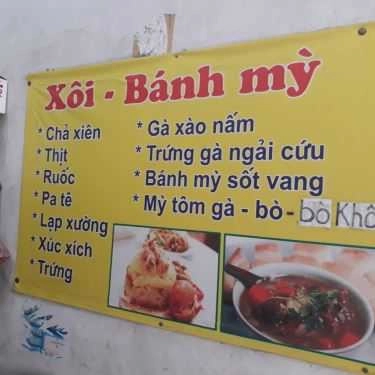 Xôi - Bánh mỳ
* Chả xiên
* Thịt
* Ruốc
* Pa tê
* Lạp xường
* Xúc xích
* Trứng
* Gà xào nấm
* Trứng gà ngải cứu
* Bánh mỳ sốt vang
* Mỳ tôm gà - bò - bò Khô